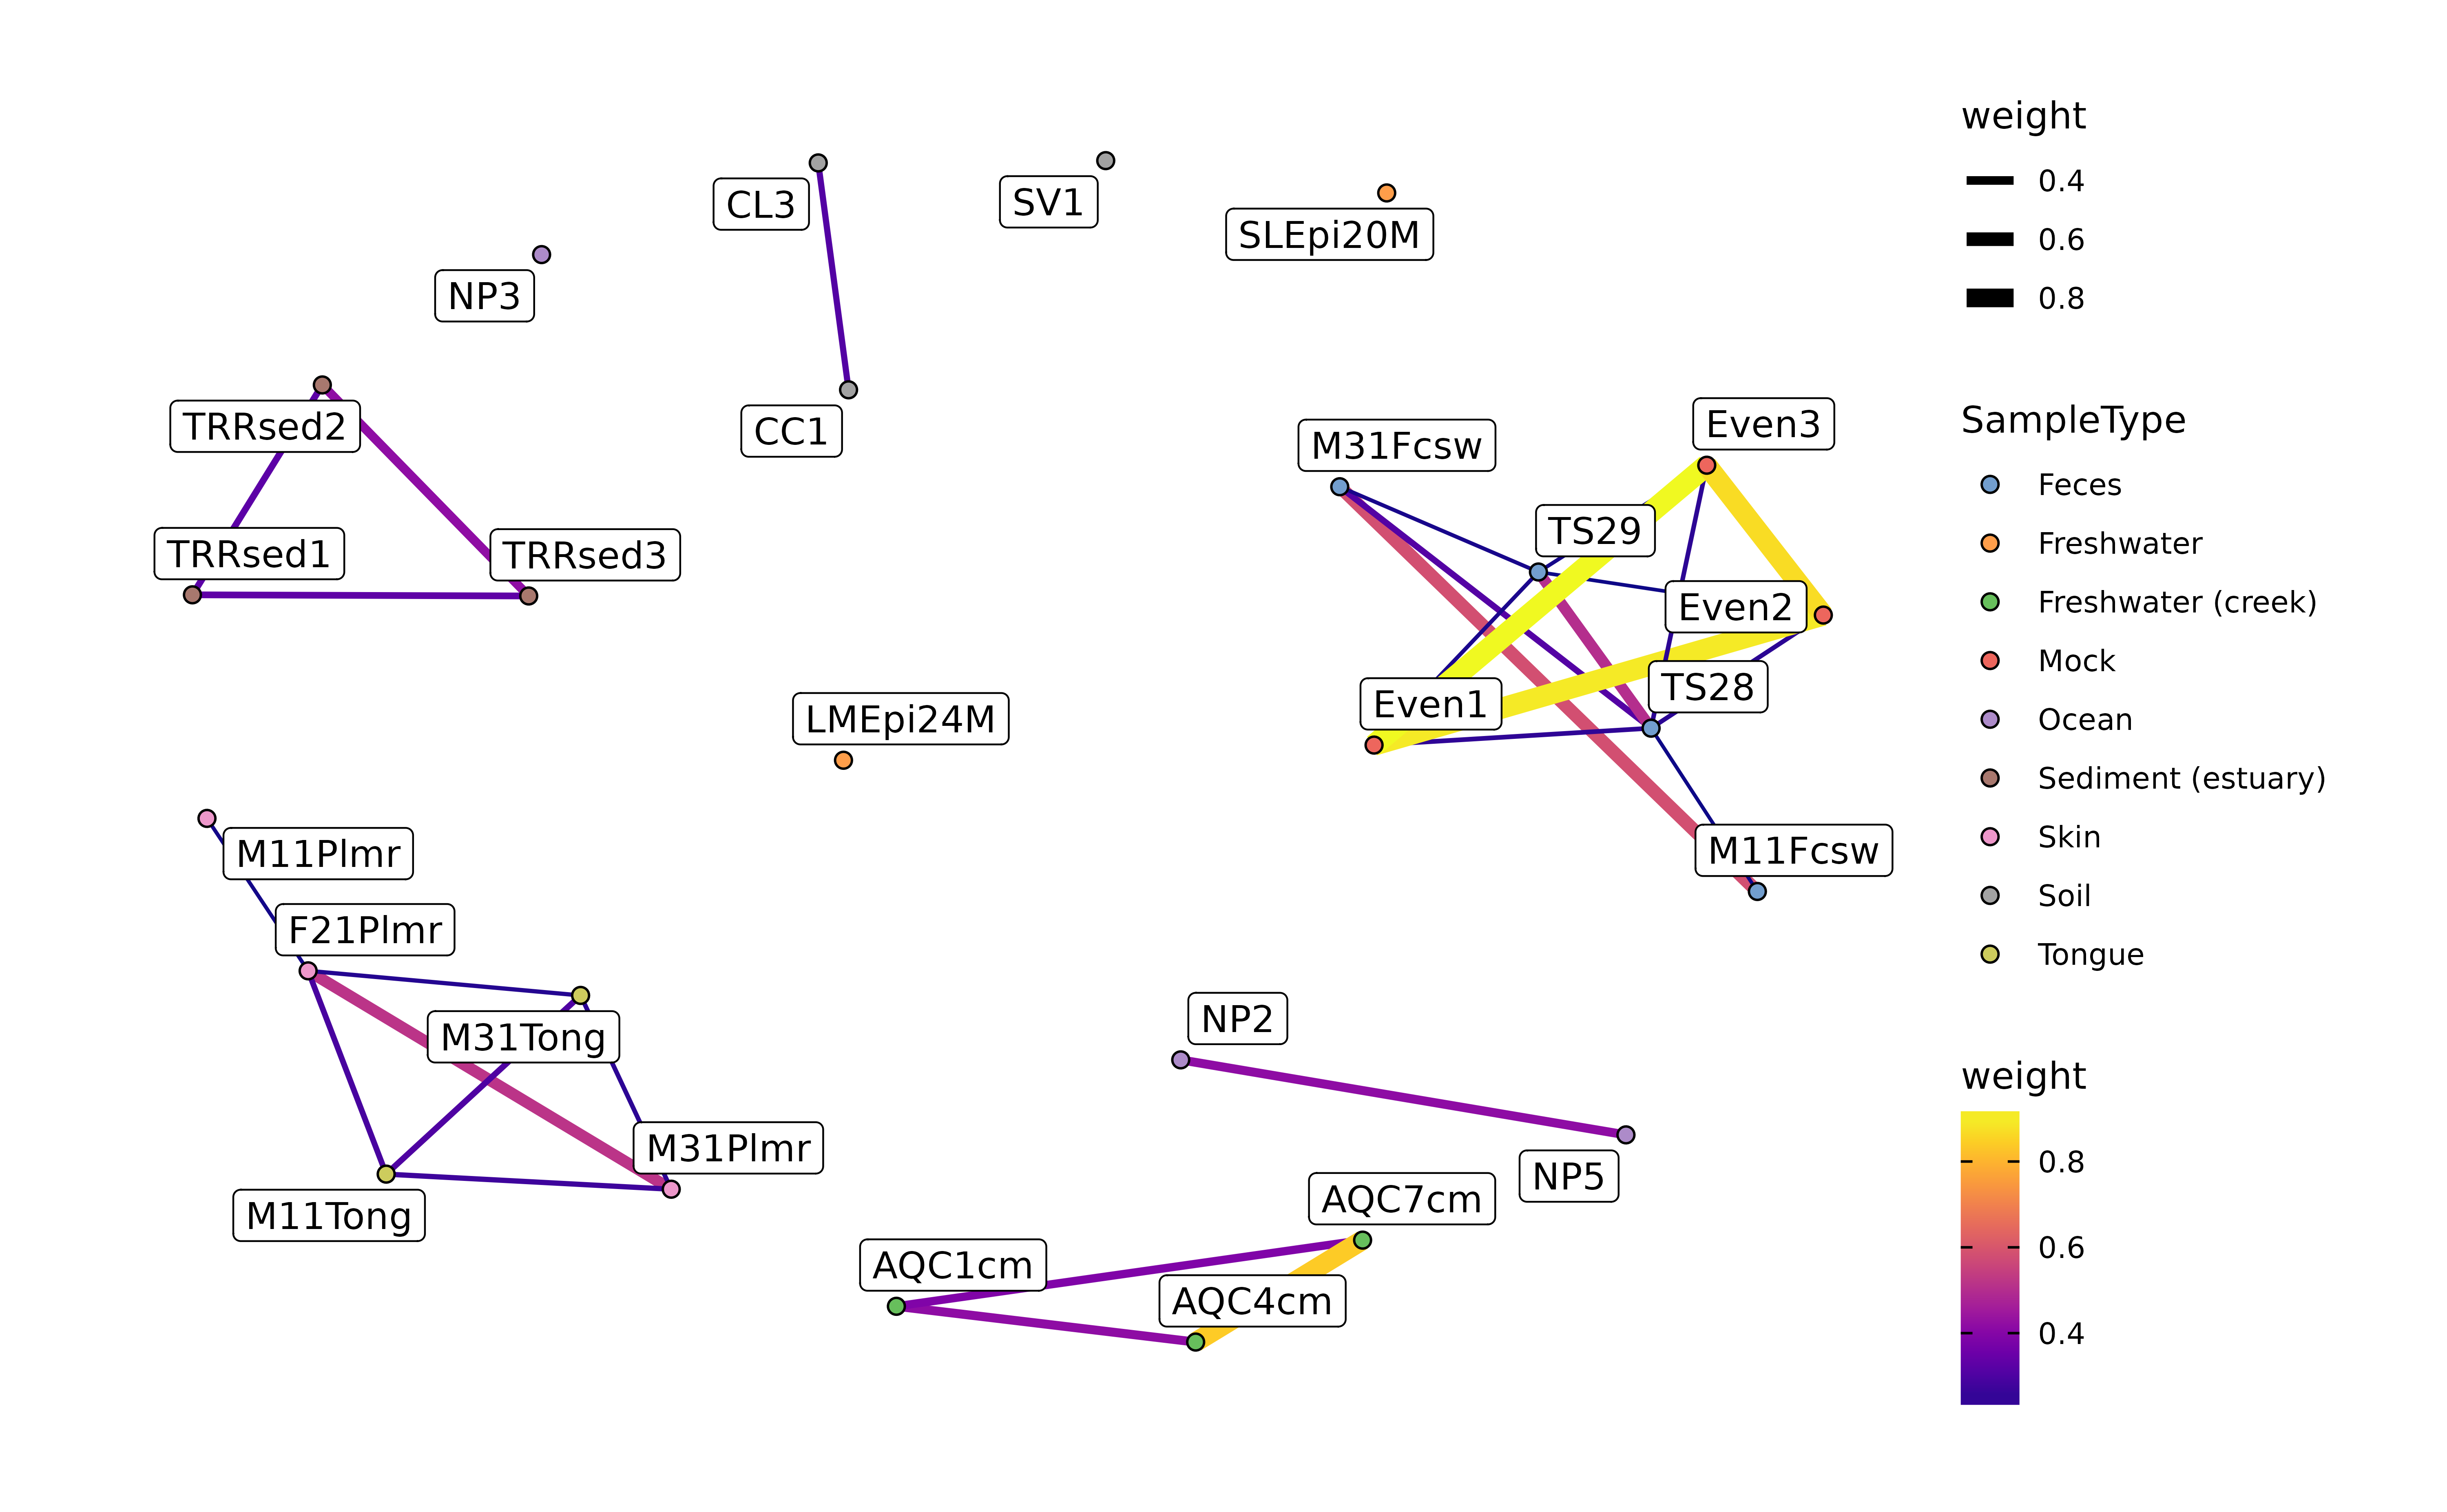 CL3
SV1
SLEpi20M
NP3
CC1
TRRsed2
TRRsed1
TRRsed3
M31Fcsw
Even3
TS29
Even2
TS28
Even1
M11Fcsw
LMEpi24M
M11Plmr
F21Plmr
M31Tong
M31Plmr
M11Tong
NP2
NP5
AQC7cm
AQC1cm
AQC4cm
weight
0.4
0.6
0.8
SampleType
Feces
Freshwater
Freshwater (creek)
Mock
Ocean
Sediment (estuary)
Skin
Soil
Tongue
weight
0.8
0.6
0.4